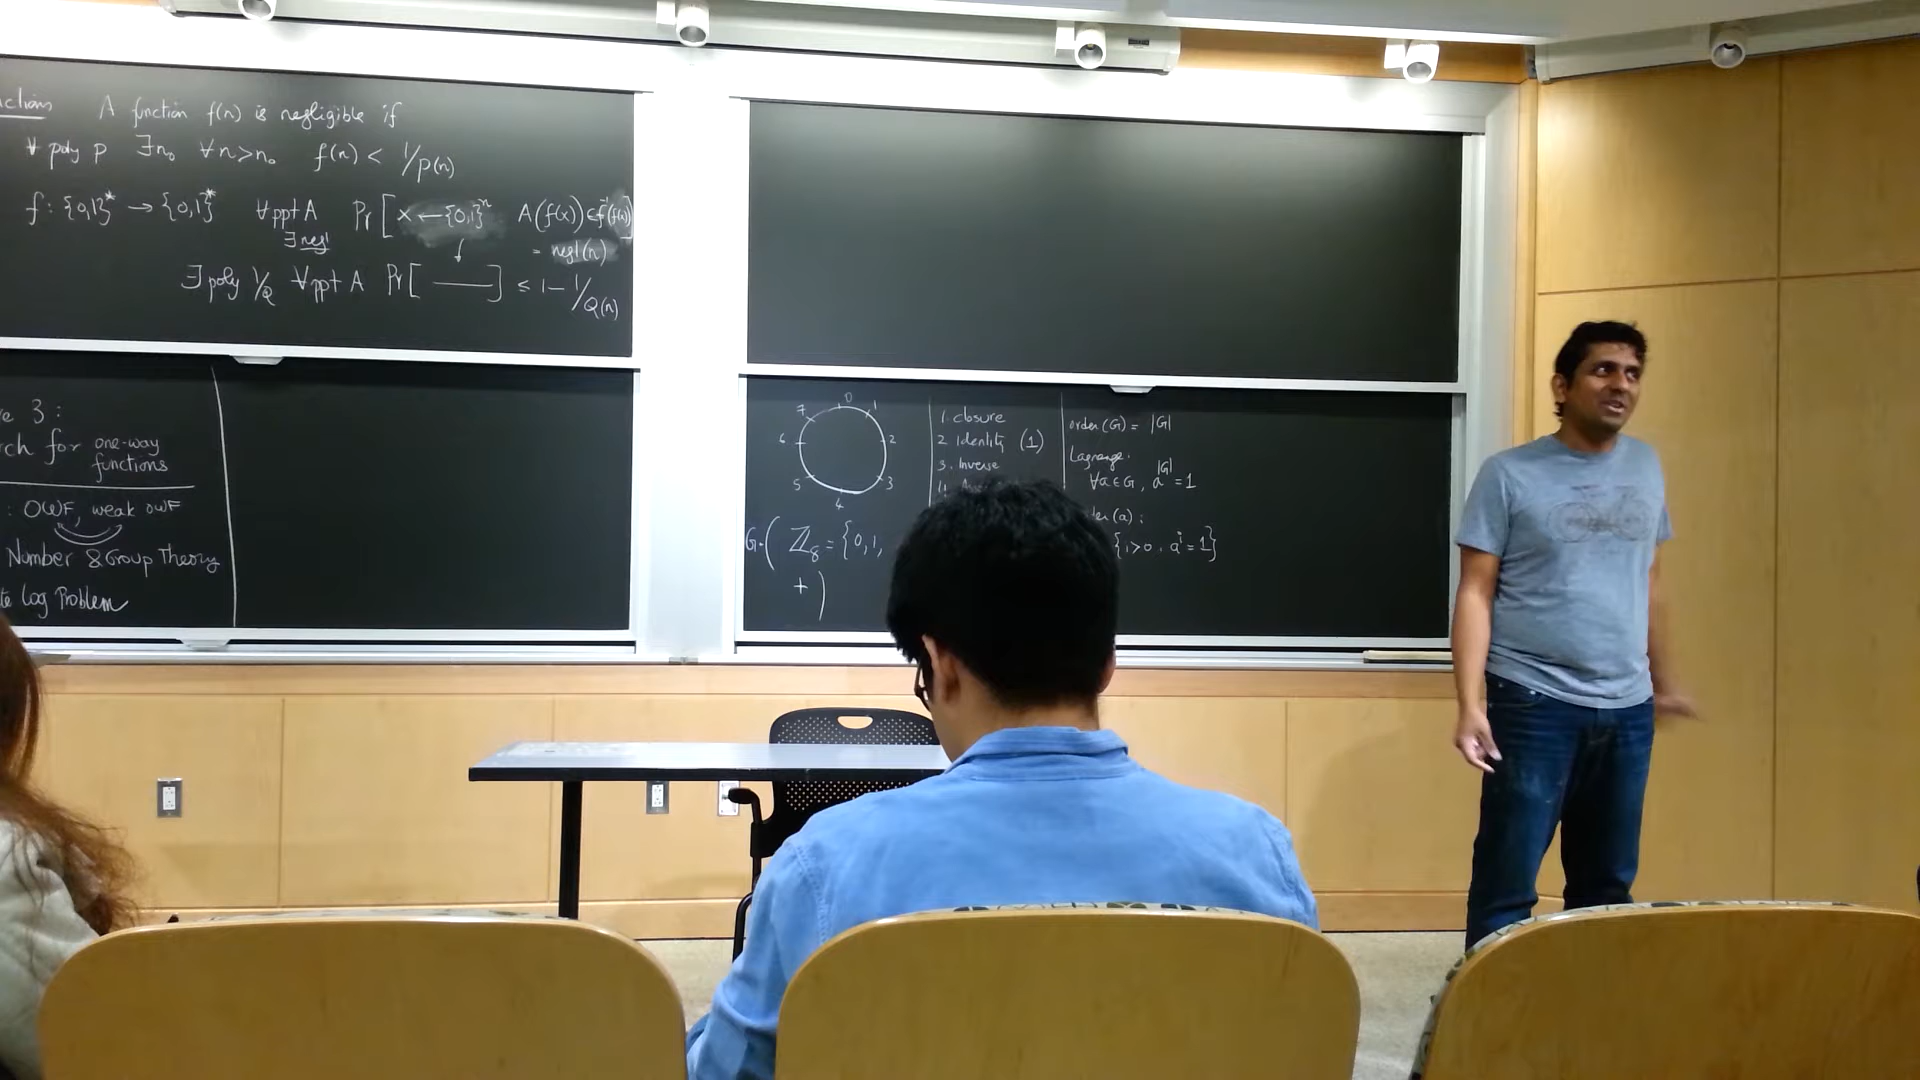 A function f(n) is negligible if
∀ poly p ∃n₀ ∀n>n₀ f(n) < 1/p(n)
f: {0,1}* → {0,1}* ∀ppt A Pr[x←{0,1}ⁿ A(f(x))∈f⁻¹(f(x))]
∃negl = negl(n)
∃poly 1/Q ∀ppt A Pr[ —— ] ≤ 1 - 1/Q(n)
3:
for one-way
functions
: OWF, weak OWF
Number & Group Theory
Log Problem
0
1
2
3
4
5
6
7
G.( ℤ₈ = {0,1,
+ )
1. closure
2. Identity (1)
3. Inverse
order(G) = |G|
Lagrange:
∀a∈G, a^|G| = 1
(a):
{i>0, aⁱ=1}